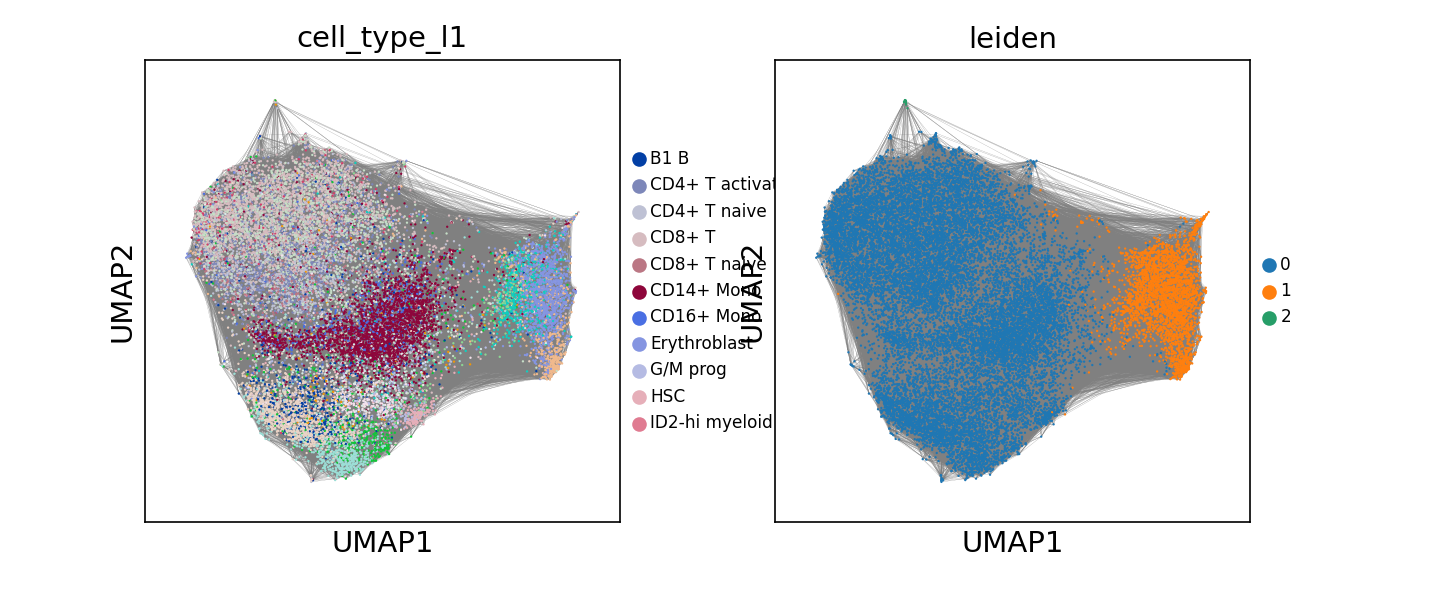 cell_type_l1
leiden
UMAP2
B1 B
CD4+ T activat
CD4+ T naive
CD8+ T
CD8+ T naive
CD14+ Mono
CD16+ Mono
Erythroblast
G/M prog
HSC
ID2-hi myeloid
UMAP2
0
1
2
UMAP1
UMAP1